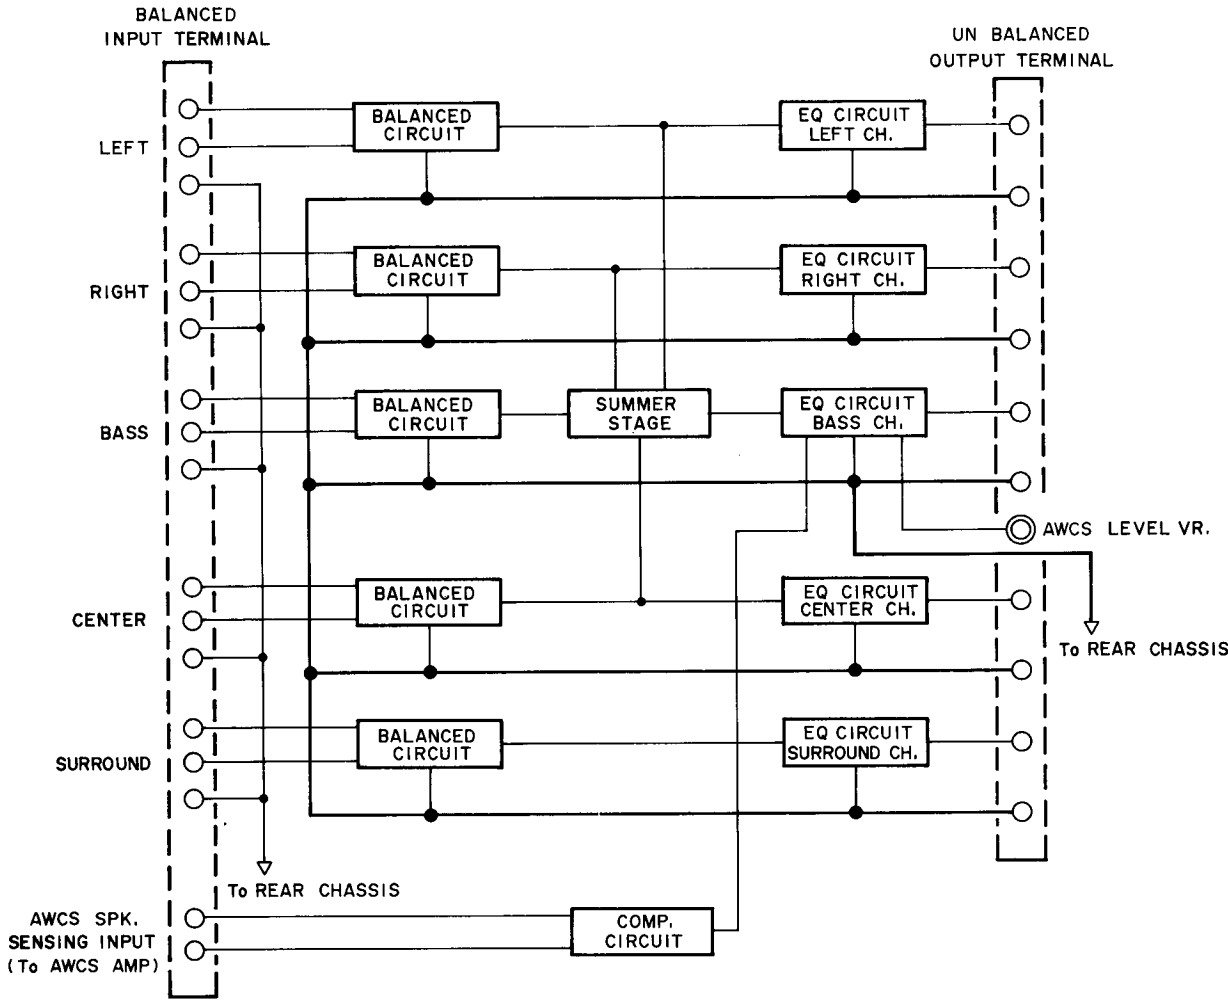 BALANCED
INPUT TERMINAL
UN BALANCED
OUTPUT TERMINAL
LEFT
BALANCED
CIRCUIT
EQ CIRCUIT
LEFT CH.
RIGHT
BALANCED
CIRCUIT
EQ CIRCUIT
RIGHT CH.
BASS
BALANCED
CIRCUIT
SUMMER
STAGE
EQ CIRCUIT
BASS CH.
AWCS LEVEL VR.
CENTER
BALANCED
CIRCUIT
EQ CIRCUIT
CENTER CH.
To REAR CHASSIS
SURROUND
BALANCED
CIRCUIT
EQ CIRCUIT
SURROUND CH.
To REAR CHASSIS
AWCS SPK.
SENSING INPUT
(To AWCS AMP)
COMP.
CIRCUIT